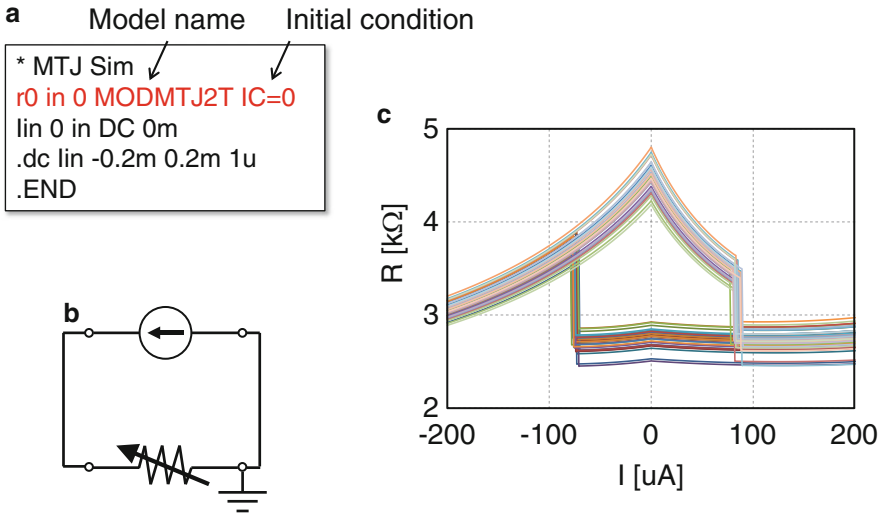 a
Model name
Initial condition
* MTJ Sim
r0 in 0 MODMTJ2T IC=0
Iin 0 in DC 0m
.dc Iin -0.2m 0.2m 1u
.END
b
c
R [kΩ]
5
4
3
2
-200 -100 0 100 200
I [uA]